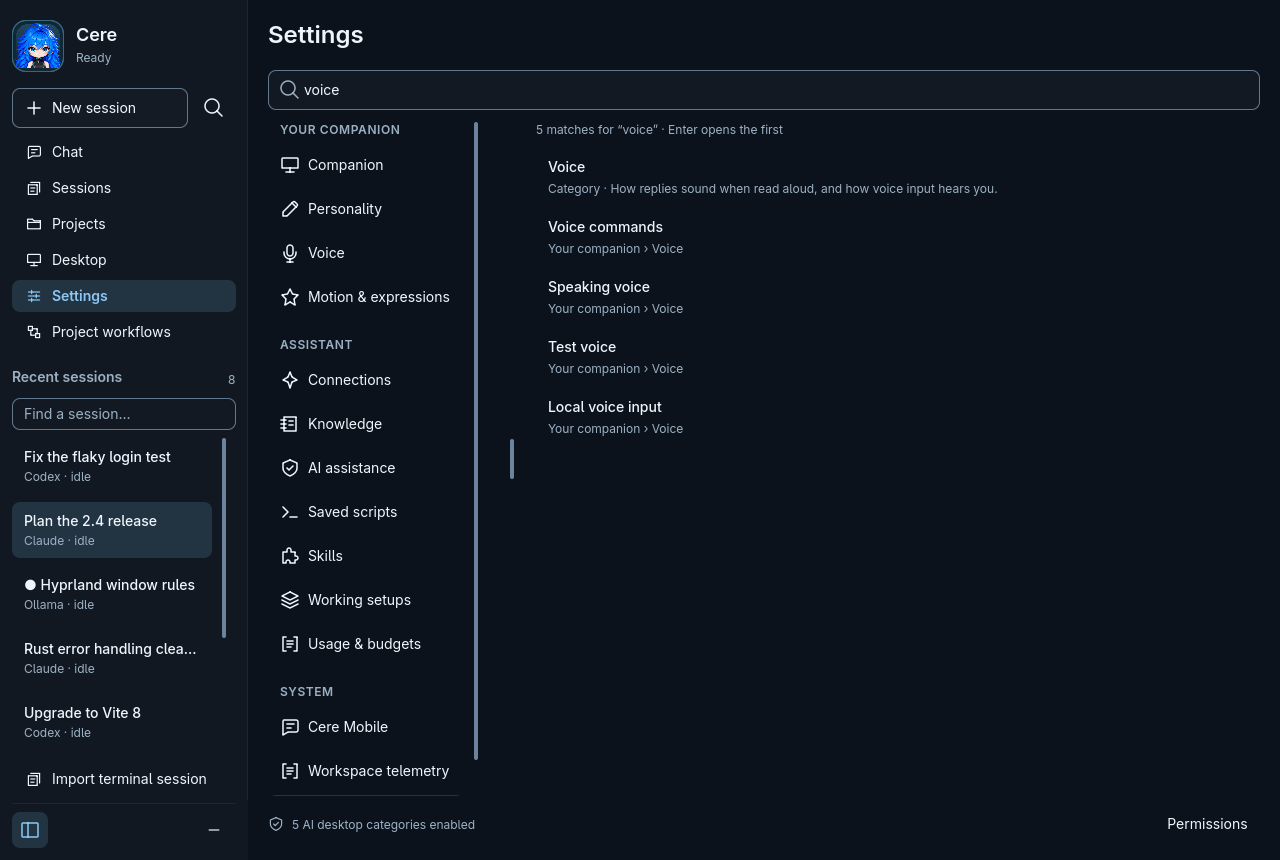 Cere
Ready
New session
Chat
Sessions
Projects
Desktop
Settings
Project workflows
Recent sessions 8
Find a session...
Fix the flaky login test
Codex · idle
Plan the 2.4 release
Claude · idle
● Hyprland window rules
Ollama · idle
Rust error handling clea...
Claude · idle
Upgrade to Vite 8
Codex · idle
Import terminal session
Settings
voice
YOUR COMPANION
Companion
Personality
Voice
Motion & expressions
ASSISTANT
Connections
Knowledge
AI assistance
Saved scripts
Skills
Working setups
Usage & budgets
SYSTEM
Cere Mobile
Workspace telemetry
5 matches for “voice” · Enter opens the first
Voice
Category · How replies sound when read aloud, and how voice input hears you.
Voice commands
Your companion › Voice
Speaking voice
Your companion › Voice
Test voice
Your companion › Voice
Local voice input
Your companion › Voice
5 AI desktop categories enabled
Permissions